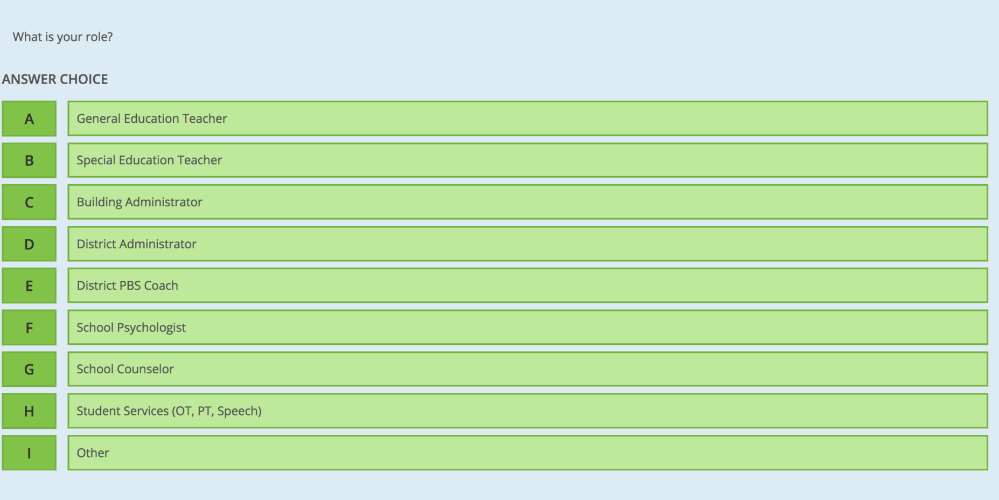 What is your role?
ANSWER CHOICE
A General Education Teacher
B Special Education Teacher
C Building Administrator
D District Administrator
E District PBS Coach
F School Psychologist
G School Counselor
H Student Services (OT, PT, Speech)
I Other